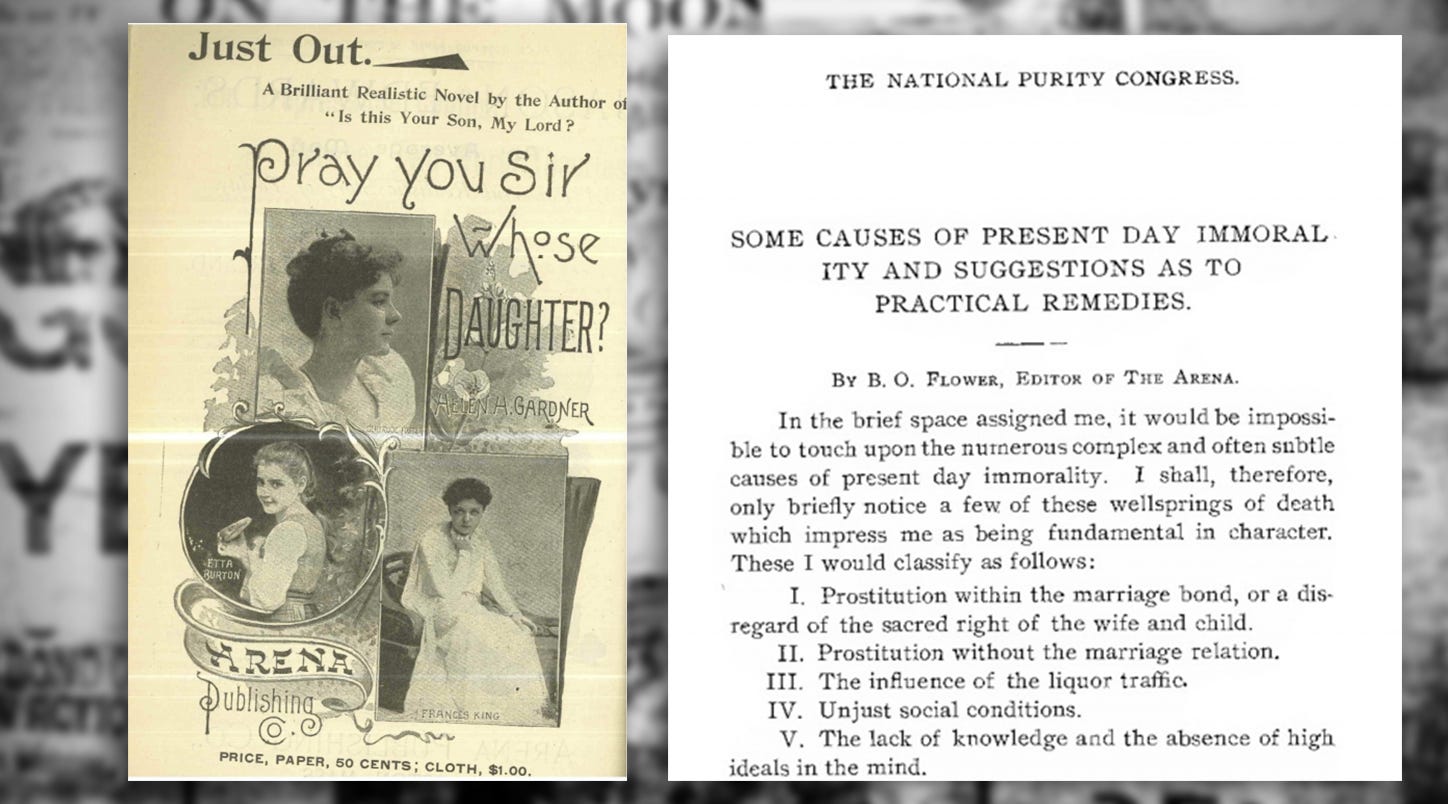 ON THE MOON
Just Out.
A Brilliant Realistic Novel by the Author of
"Is this Your Son, My Lord?
Pray you Sir
Whose
DAUGHTER?
HELEN H. GARDNER
ETTA
BURTON
FRANCES KING
ARENA
Publishing
Co.
PRICE, PAPER, 50 CENTS; CLOTH, $1.00.
THE NATIONAL PURITY CONGRESS.
SOME CAUSES OF PRESENT DAY IMMORAL
ITY AND SUGGESTIONS AS TO
PRACTICAL REMEDIES.
BY B. O. FLOWER, EDITOR OF THE ARENA.
In the brief space assigned me, it would be impossi-
ble to touch upon the numerous complex and often subtle
causes of present day immorality. I shall, therefore,
only briefly notice a few of these wellsprings of death
which impress me as being fundamental in character.
These I would classify as follows:
I. Prostitution within the marriage bond, or a dis-
regard of the sacred right of the wife and child.
II. Prostitution without the marriage relation.
III. The influence of the liquor traffic.
IV. Unjust social conditions.
V. The lack of knowledge and the absence of high
ideals in the mind.